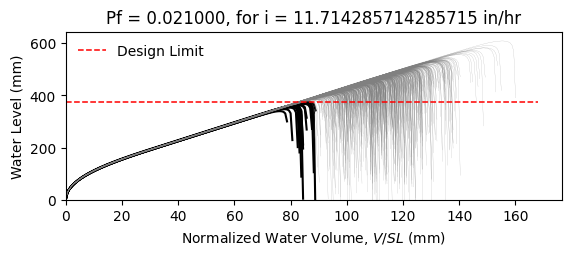 Pf = 0.021000, for i = 11.714285714285715 in/hr
600
400
200
0
Water Level (mm)
Design Limit
0 20 40 60 80 100 120 140 160
Normalized Water Volume, V/SL (mm)